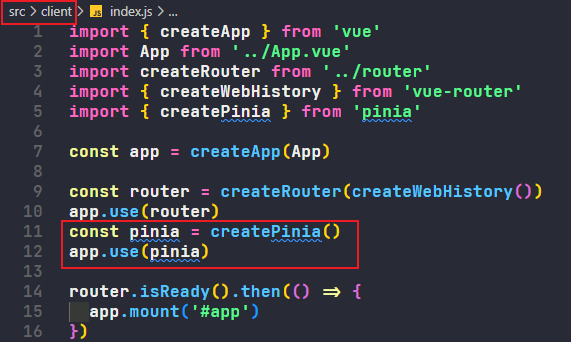 src > client > JS index.js > ...
1 import { createApp } from 'vue'
2 import App from '../App.vue'
3 import createRouter from '../router'
4 import { createWebHistory } from 'vue-router'
5 import { createPinia } from 'pinia'
6
7 const app = createApp(App)
8
9 const router = createRouter(createWebHistory())
10 app.use(router)
11 const pinia = createPinia()
12 app.use(pinia)
13
14 router.isReady().then(() => {
15   app.mount('#app')
16 })